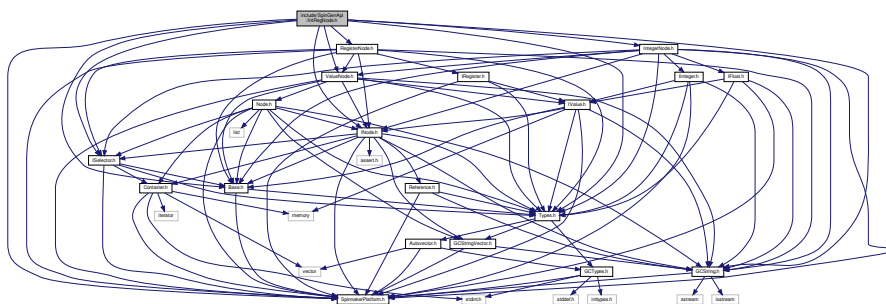 include/SpinGenApi
/IntRegNode.h
RegisterNode.h
IntegerNode.h
ValueNode.h
IRegister.h
IInteger.h
IFloat.h
Node.h
IValue.h
list
INode.h
assert.h
ISelector.h
Container.h
Base.h
Reference.h
iterator
memory
Types.h
Autovector.h
GCStringVector.h
vector
GCTypes.h
GCString.h
SpinnakerPlatform.h
stdint.h
stddef.h
inttypes.h
sstream
iostream